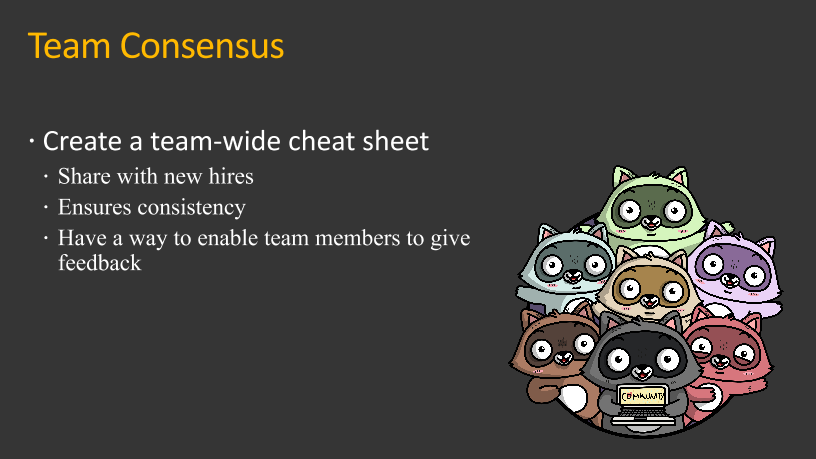 Team Consensus
· Create a team-wide cheat sheet
· Share with new hires
· Ensures consistency
· Have a way to enable team members to give
feedback
COMMUNITY